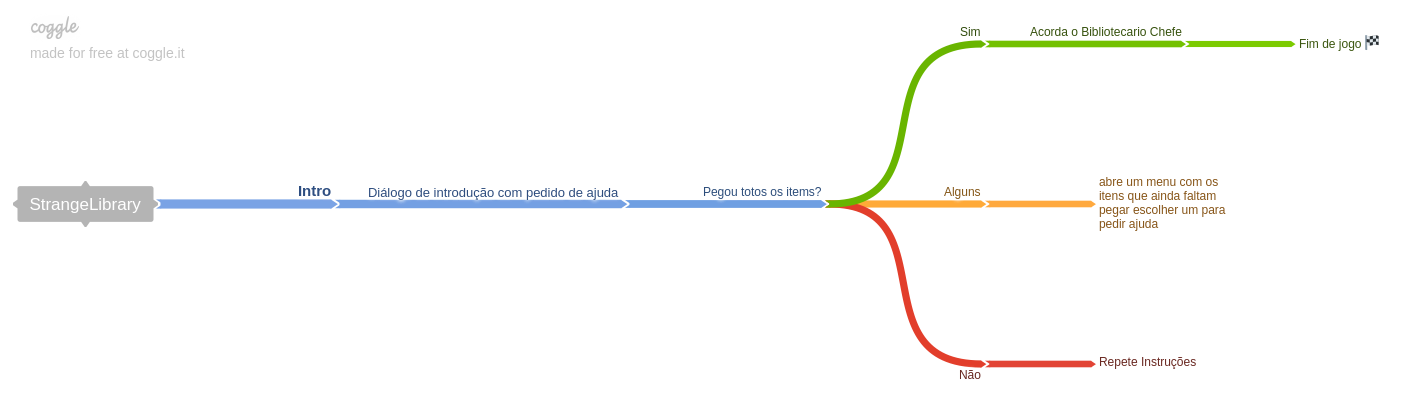 coggle
made for free at coggle.it
StrangeLibrary
Intro
Diálogo de introdução com pedido de ajuda
Pegou totos os items?
Sim
Acorda o Bibliotecario Chefe
Fim de jogo
Alguns
abre um menu com os
itens que ainda faltam
pegar escolher um para
pedir ajuda
Não
Repete Instruções